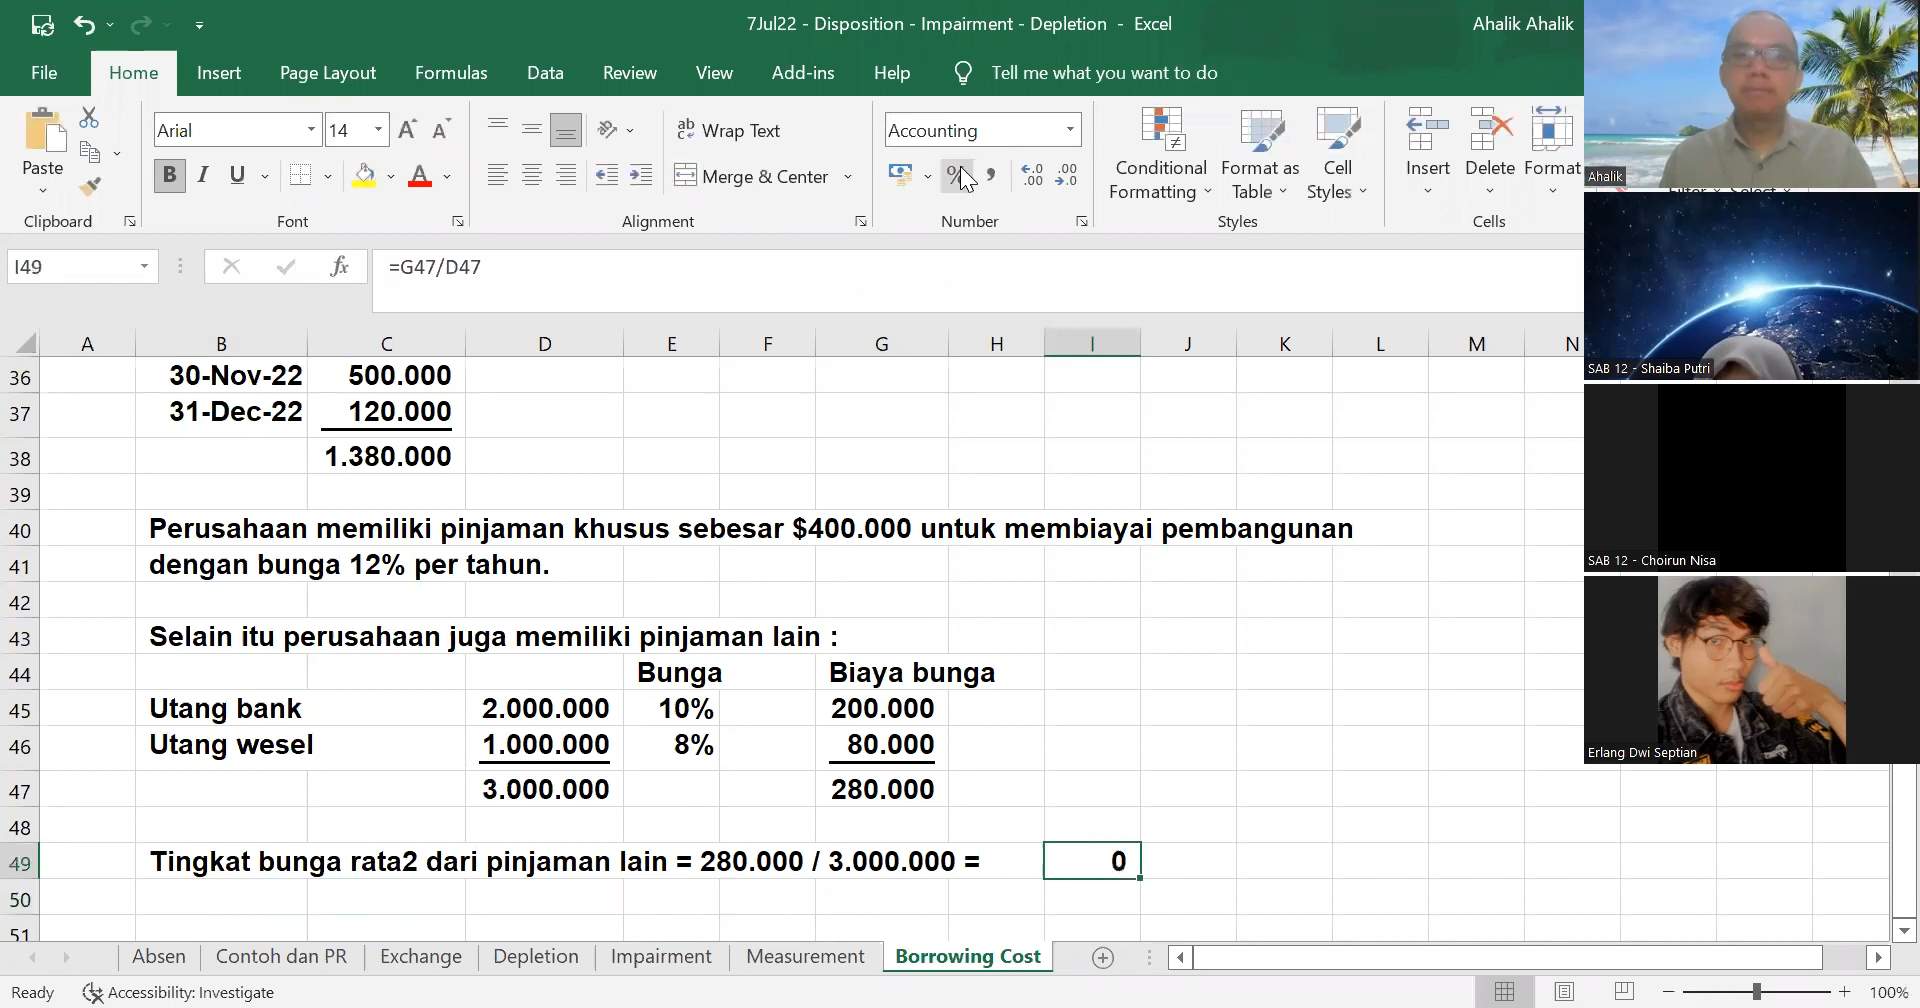 7Jul22 - Disposition - Impairment - Depletion - Excel
Ahalik Ahalik
File Home Insert Page Layout Formulas Data Review View Add-ins Help Tell me what you want to do
Paste
Clipboard
Arial 14
B I U
Font
Wrap Text
Merge & Center
Alignment
Accounting
Number
Conditional Formatting
Format as Table
Cell Styles
Styles
Insert Delete Format
Cells
I49 fx =G47/D47
A B C D E F G H I J K L M N
36 30-Nov-22 500.000
37 31-Dec-22 120.000
38 1.380.000
39
40 Perusahaan memiliki pinjaman khusus sebesar $400.000 untuk membiayai pembangunan
41 dengan bunga 12% per tahun.
42
43 Selain itu perusahaan juga memiliki pinjaman lain :
44 Bunga Biaya bunga
45 Utang bank 2.000.000 10% 200.000
46 Utang wesel 1.000.000 8% 80.000
47 3.000.000 280.000
48
49 Tingkat bunga rata2 dari pinjaman lain = 280.000 / 3.000.000 = 0
50
51
Absen Contoh dan PR Exchange Depletion Impairment Measurement Borrowing Cost
Ready Accessibility: Investigate 100%
Ahalik
SAB 12 - Shaiba Putri
SAB 12 - Choirun Nisa
Erlang Dwi Septian